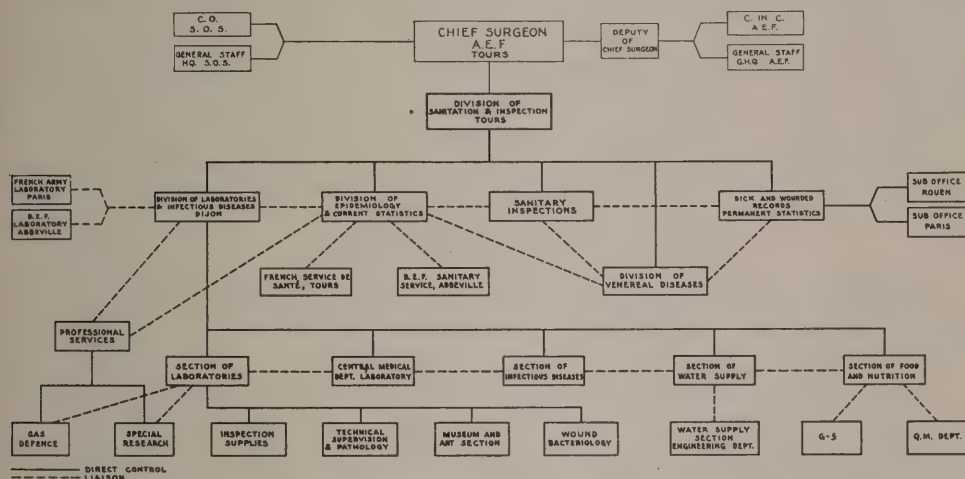 C.O.
S.O.S.
GENERAL STAFF
HQ. S.O.S.
CHIEF SURGEON
A.E.F.
TOURS
DEPUTY
OF
CHIEF SURGEON
C. IN C.
A.E.F.
GENERAL STAFF
G.H.Q. A.E.F.
DIVISION OF
SANITATION & INSPECTION
TOURS
FRENCH ARMY
LABORATORY
PARIS
B.E.F.
LABORATORY
ABBEVILLE
DIVISION OF LABORATORIES
& INFECTIOUS DISEASES
DIJON
DIVISION OF
EPIDEMIOLOGY
& CURRENT STATISTICS
SANITARY
INSPECTIONS
SICK AND WOUNDED
RECORDS
PERMANENT STATISTICS
SUB OFFICE
ROUEN
SUB OFFICE
PARIS
FRENCH SERVICE DE
SANTÉ, TOURS
B.E.F. SANITARY
SERVICE, ABBEVILLE
DIVISION OF
VENEREAL DISEASES
PROFESSIONAL
SERVICES
SECTION OF
LABORATORIES
CENTRAL MEDICAL
DEPT. LABORATORY
SECTION OF
INFECTIOUS DISEASES
SECTION OF
WATER SUPPLY
SECTION OF FOOD
AND NUTRITION
GAS
DEFENCE
SPECIAL
RESEARCH
INSPECTION
SUPPLIES
TECHNICAL
SUPERVISION
& PATHOLOGY
MUSEUM AND
ART SECTION
WOUND
BACTERIOLOGY
WATER SUPPLY
SECTION
ENGINEERING DEPT.
G-5
Q.M. DEPT.
DIRECT CONTROL
LIAISON